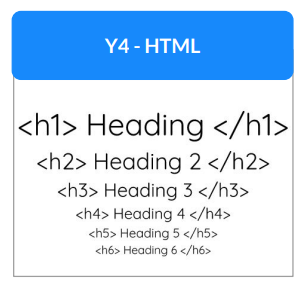 Y4 - HTML
<h1> Heading </h1>
<h2> Heading 2 </h2>
<h3> Heading 3 </h3>
<h4> Heading 4 </h4>
<h5> Heading 5 </h5>
<h6> Heading 6 </h6>